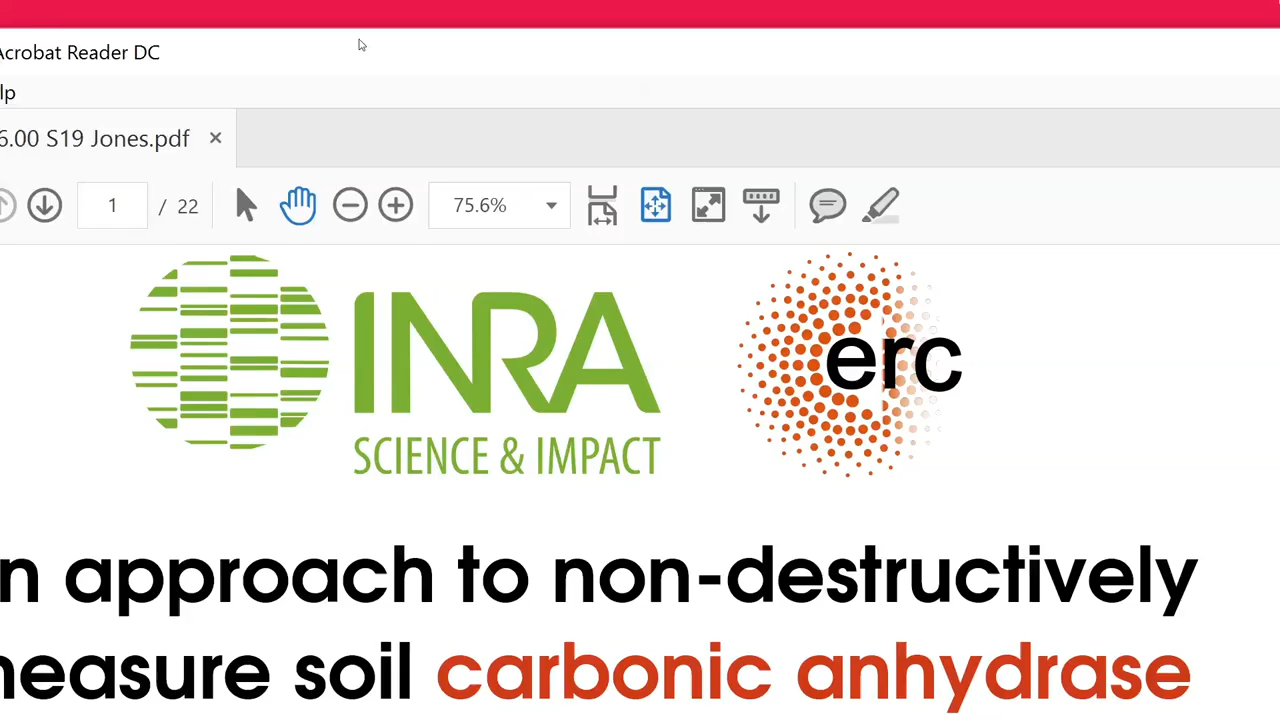 Acrobat Reader DC
lp
6.00 S19 Jones.pdf
1 / 22 75.6%
INRA
SCIENCE & IMPACT
erc
n approach to non-destructively
neasure soil carbonic anhydrase